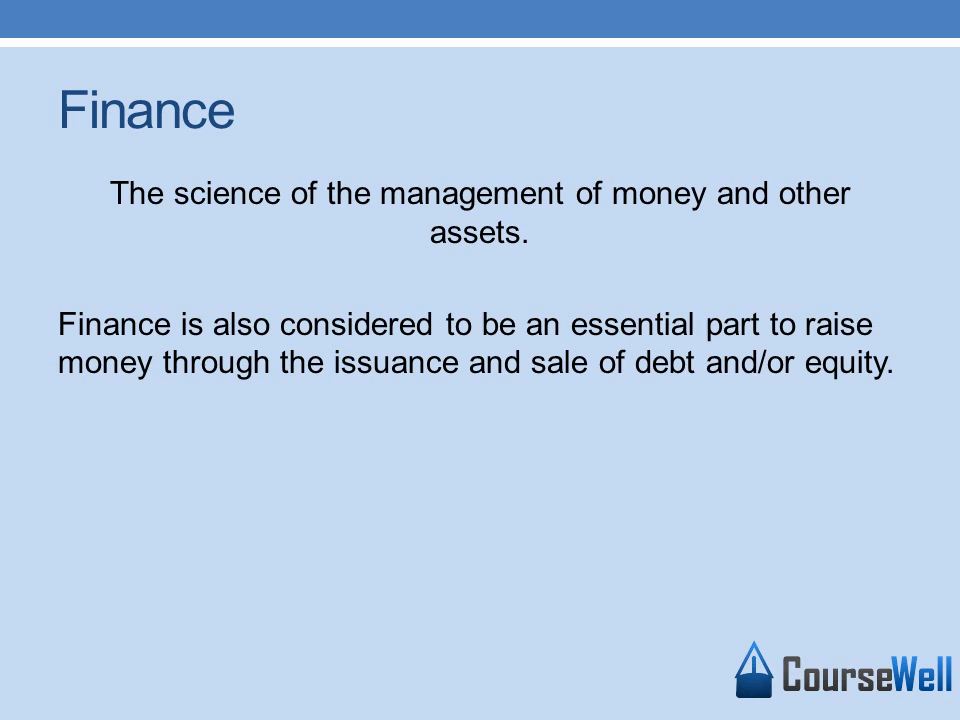 Finance
The science of the management of money and other
assets.
Finance is also considered to be an essential part to raise
money through the issuance and sale of debt and/or equity.
CourseWell